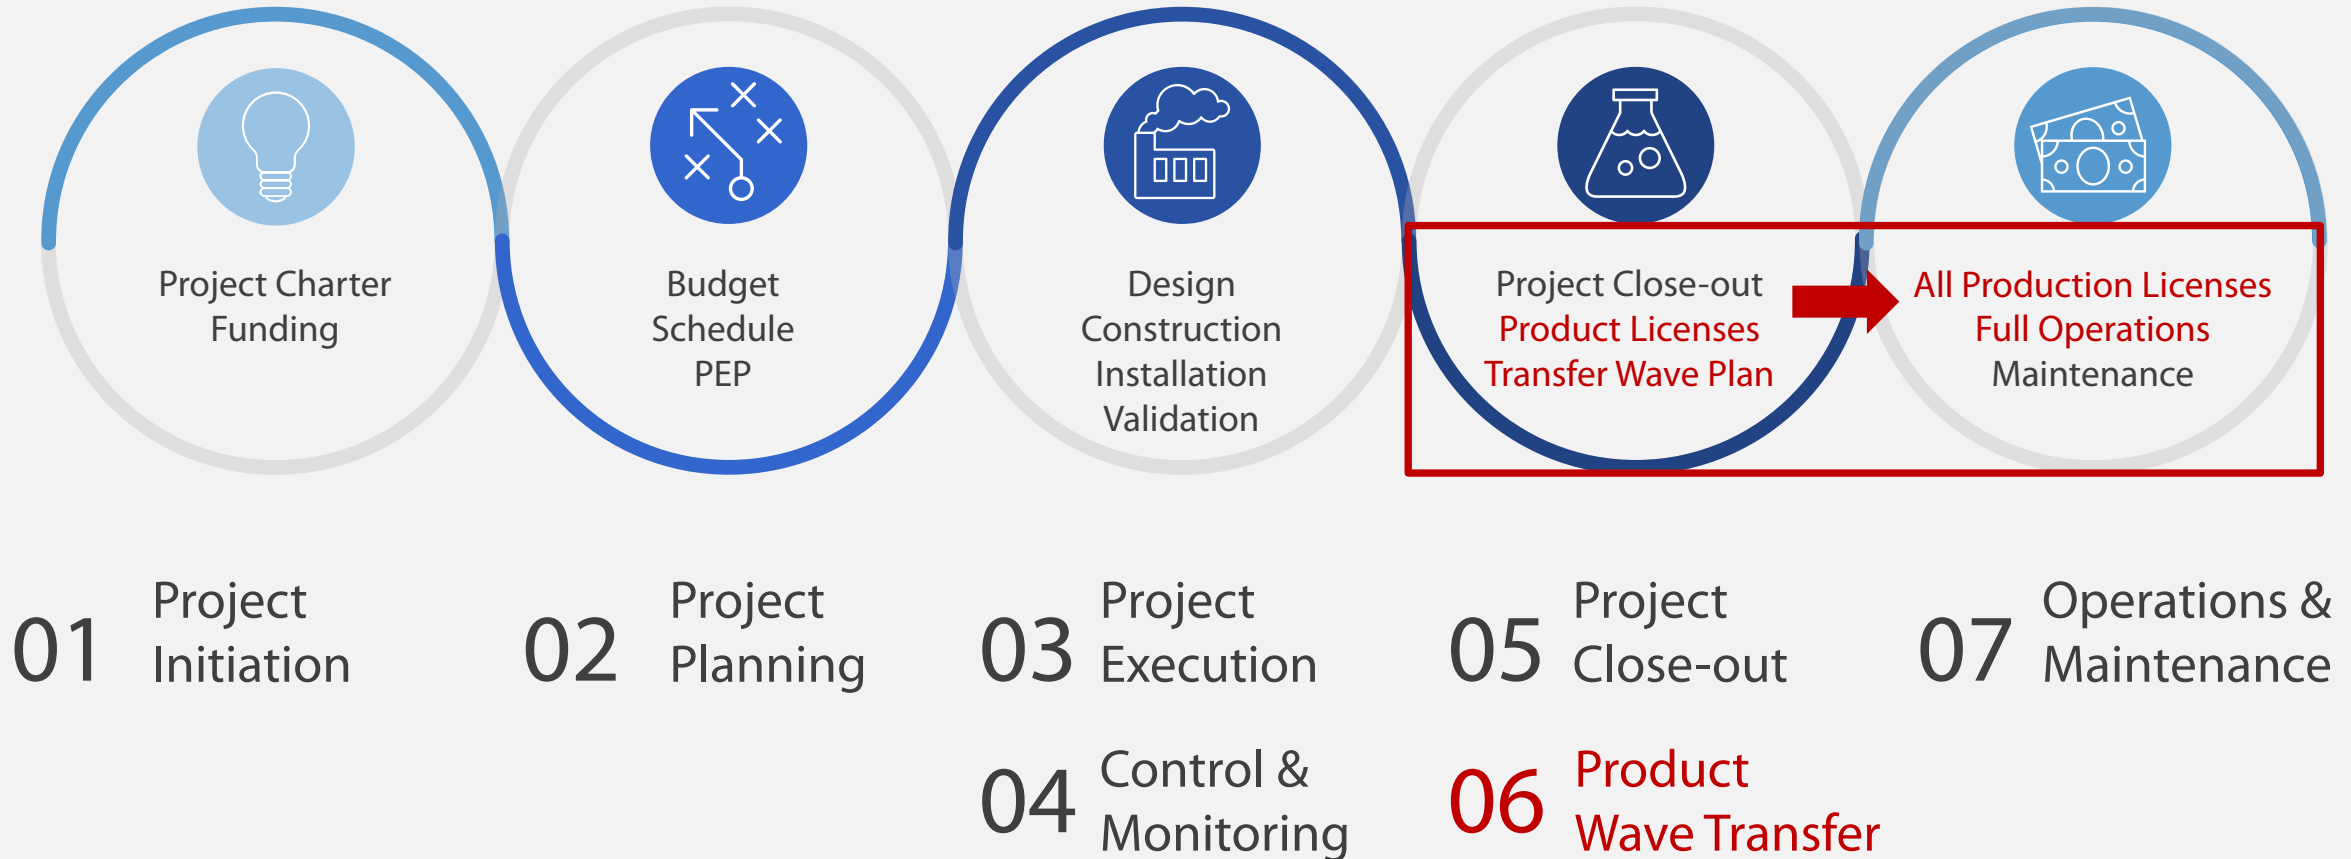 Project Charter
Funding
Budget
Schedule
PEP
Design
Construction
Installation
Validation
Project Close-out
Product Licenses
Transfer Wave Plan
All Production Licenses
Full Operations
Maintenance
01
Project
Initiation
02
Project
Planning
03
Project
Execution
04
Control &
Monitoring
05
Project
Close-out
06
Product
Wave Transfer
07
Operations &
Maintenance